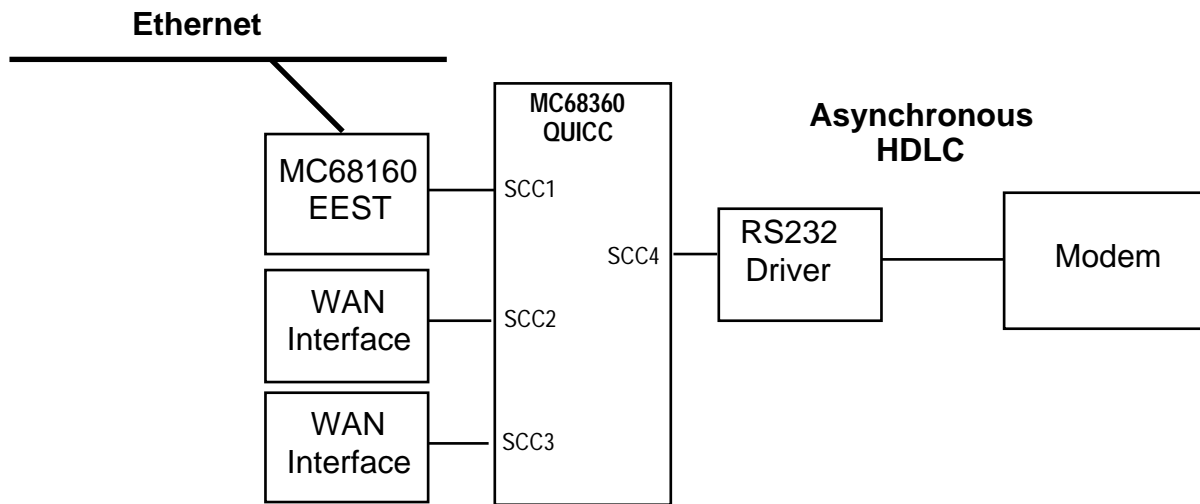 Ethernet
MC68360
QUICC
Asynchronous
HDLC
MC68160
EEST
SCC1
RS232
Driver
SCC4
Modem
WAN
Interface
SCC2
WAN
Interface
SCC3